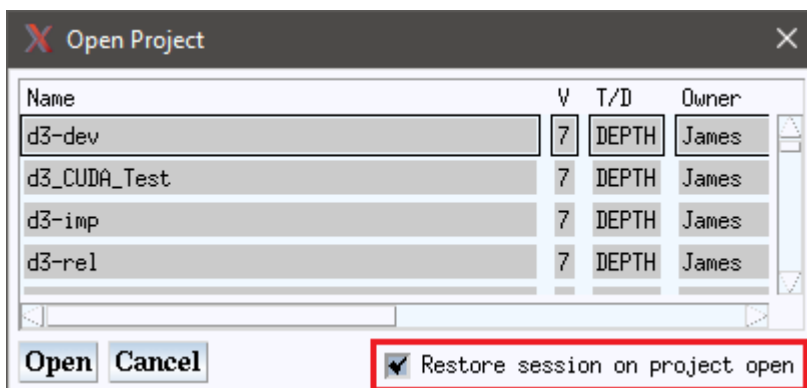 Open Project
Name V T/D Owner
d3-dev 7 DEPTH James
d3_CUDA_Test 7 DEPTH James
d3-imp 7 DEPTH James
d3-rel 7 DEPTH James
Open Cancel Restore session on project open